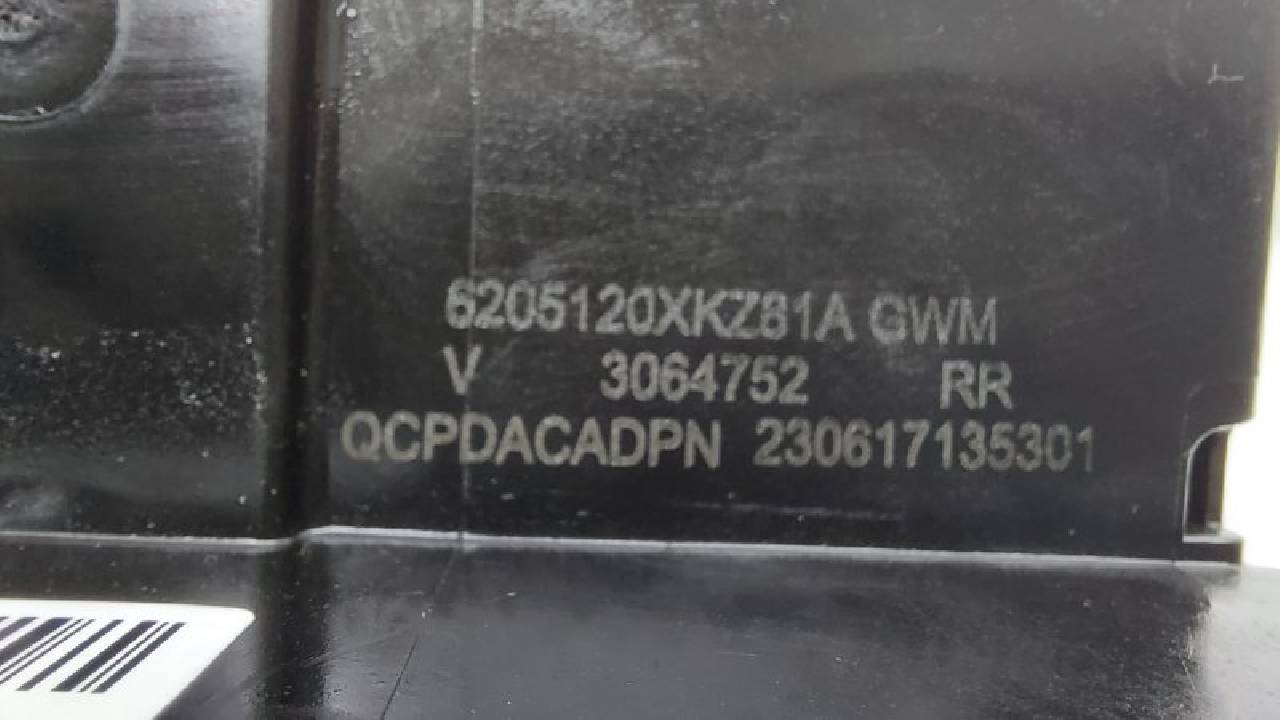 6205120XKZ81A GWM
V 3064752 RR
QCPDACADPN 230617135301